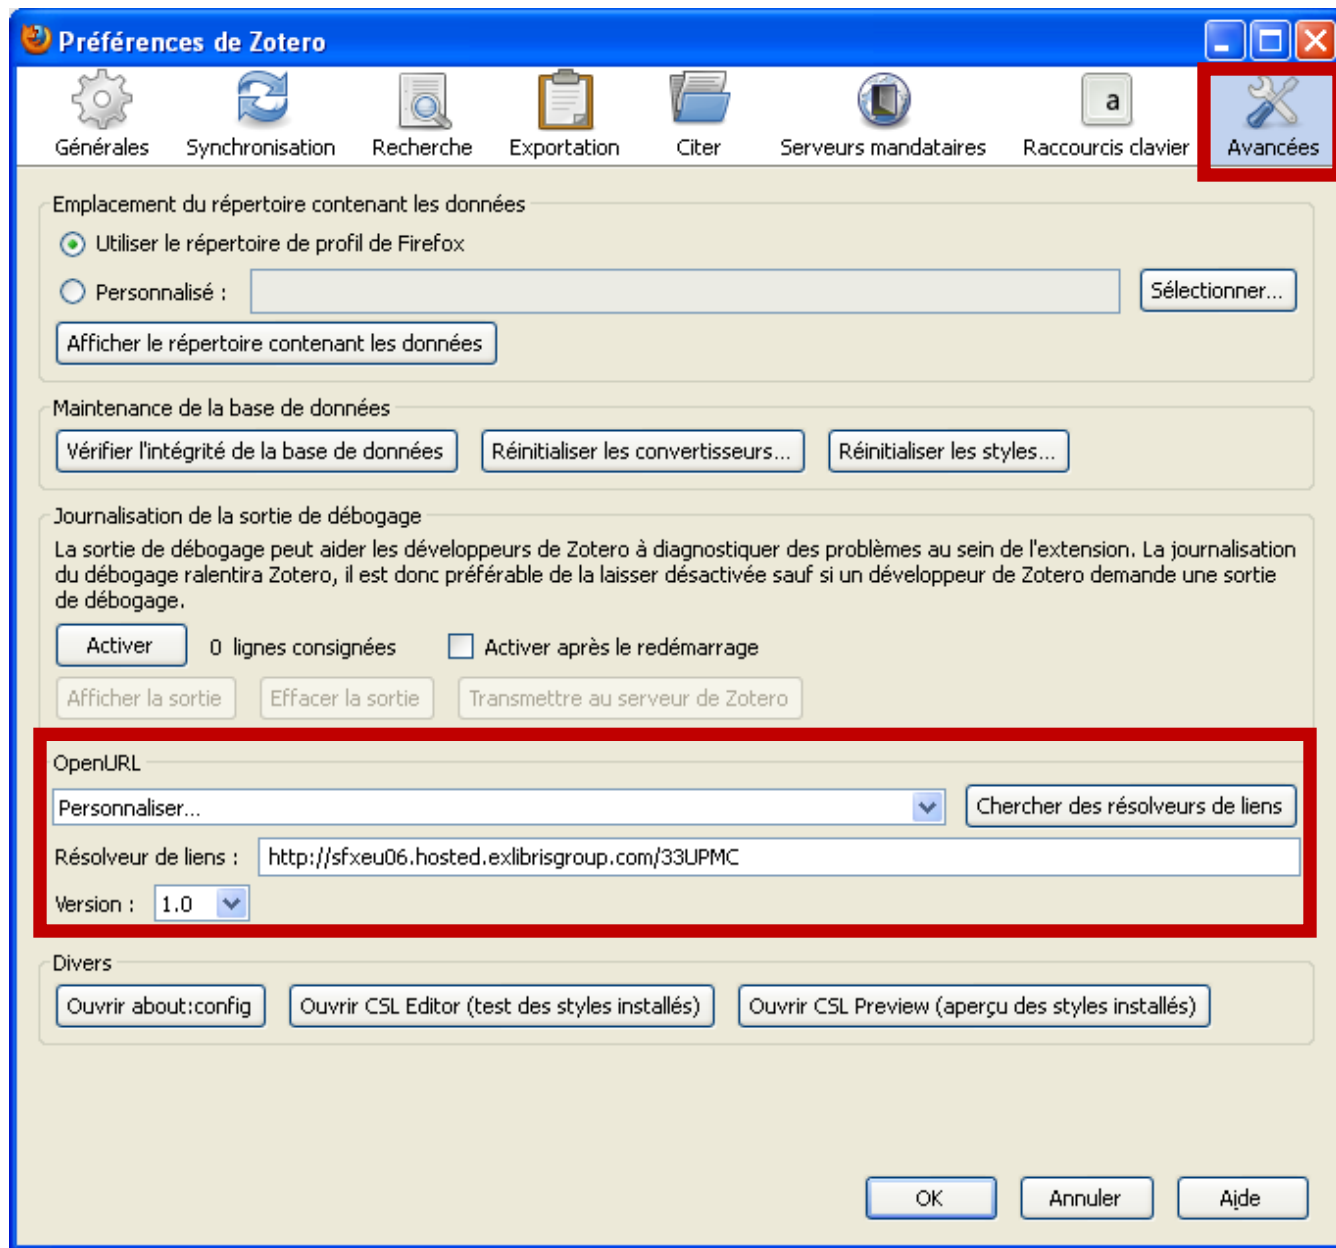 Préférences de Zotero
Générales Synchronisation Recherche Exportation Citer Serveurs mandataires a Raccourcis clavier Avancées
Emplacement du répertoire contenant les données
Utiliser le répertoire de profil de Firefox
Personnalisé : Sélectionner...
Afficher le répertoire contenant les données
Maintenance de la base de données
Vérifier l'intégrité de la base de données Réinitialiser les convertisseurs... Réinitialiser les styles...
Journalisation de la sortie de débogage
La sortie de débogage peut aider les développeurs de Zotero à diagnostiquer des problèmes au sein de l'extension. La journalisation
du débogage ralentira Zotero, il est donc préférable de la laisser désactivée sauf si un développeur de Zotero demande une sortie
de débogage.
Activer 0 lignes consignées Activer après le redémarrage
Afficher la sortie Effacer la sortie Transmettre au serveur de Zotero
OpenURL
Personnaliser... Chercher des résolveurs de liens
Résolveur de liens : http://sfxeu06.hosted.exlibrisgroup.com/33UPMC
Version : 1.0
Divers
Ouvrir about:config Ouvrir CSL Editor (test des styles installés) Ouvrir CSL Preview (aperçu des styles installés)
OK Annuler Aide